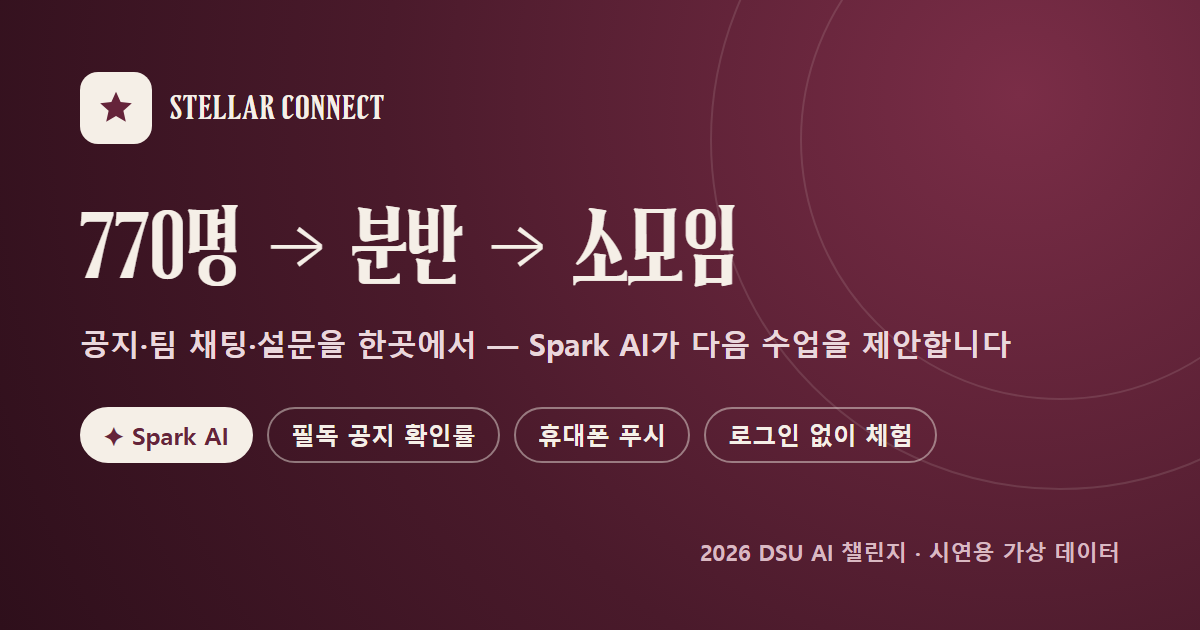 STELLAR CONNECT
770명 → 분반 → 소모임
공지·팀 채팅·설문을 한곳에서 — Spark AI가 다음 수업을 제안합니다
✦ Spark AI 필독 공지 확인률 휴대폰 푸시 로그인 없이 체험
2026 DSU AI 챌린지 · 시연용 가상 데이터